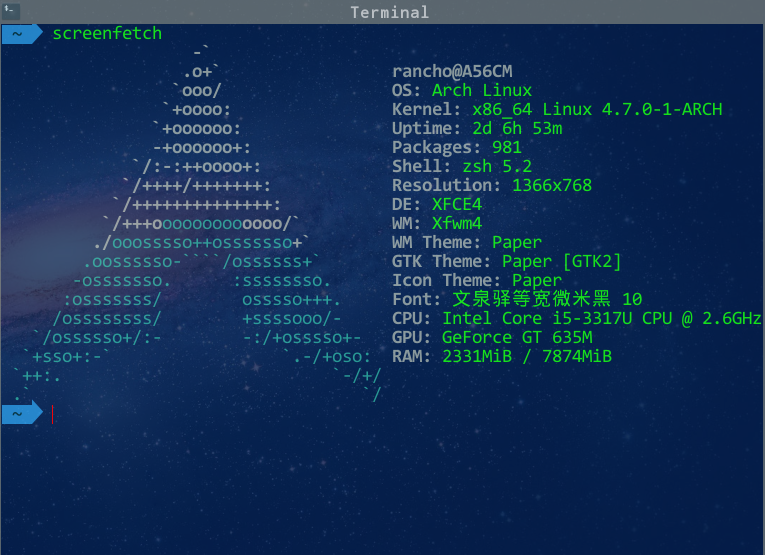 Terminal
~ screenfetch
-`
.o+`
`ooo/
`+oooo:
`+oooooo:
-+oooooo+:
`/:-:++oooo+:
`/++++/+++++++:
`/++++++++++++++:
`/+++ooooooooooooo/`
./ooosssso++osssssso+`
.oossssso-````/ossssss+`
-osssssso. :ssssssso.
:osssssss/ osssso+++.
/ossssssss/ +ssssooo/-
`/ossssso+/:- -:/+osssso+-
`+sso+:-` `.-/+oso:
`++:. `-/+/
.` `/
rancho@A56CM
OS: Arch Linux
Kernel: x86_64 Linux 4.7.0-1-ARCH
Uptime: 2d 6h 53m
Packages: 981
Shell: zsh 5.2
Resolution: 1366x768
DE: XFCE4
WM: Xfwm4
WM Theme: Paper
GTK Theme: Paper [GTK2]
Icon Theme: Paper
Font: 文泉驿等宽微米黑 10
CPU: Intel Core i5-3317U CPU @ 2.6GHz
GPU: GeForce GT 635M
RAM: 2331MiB / 7874MiB
~